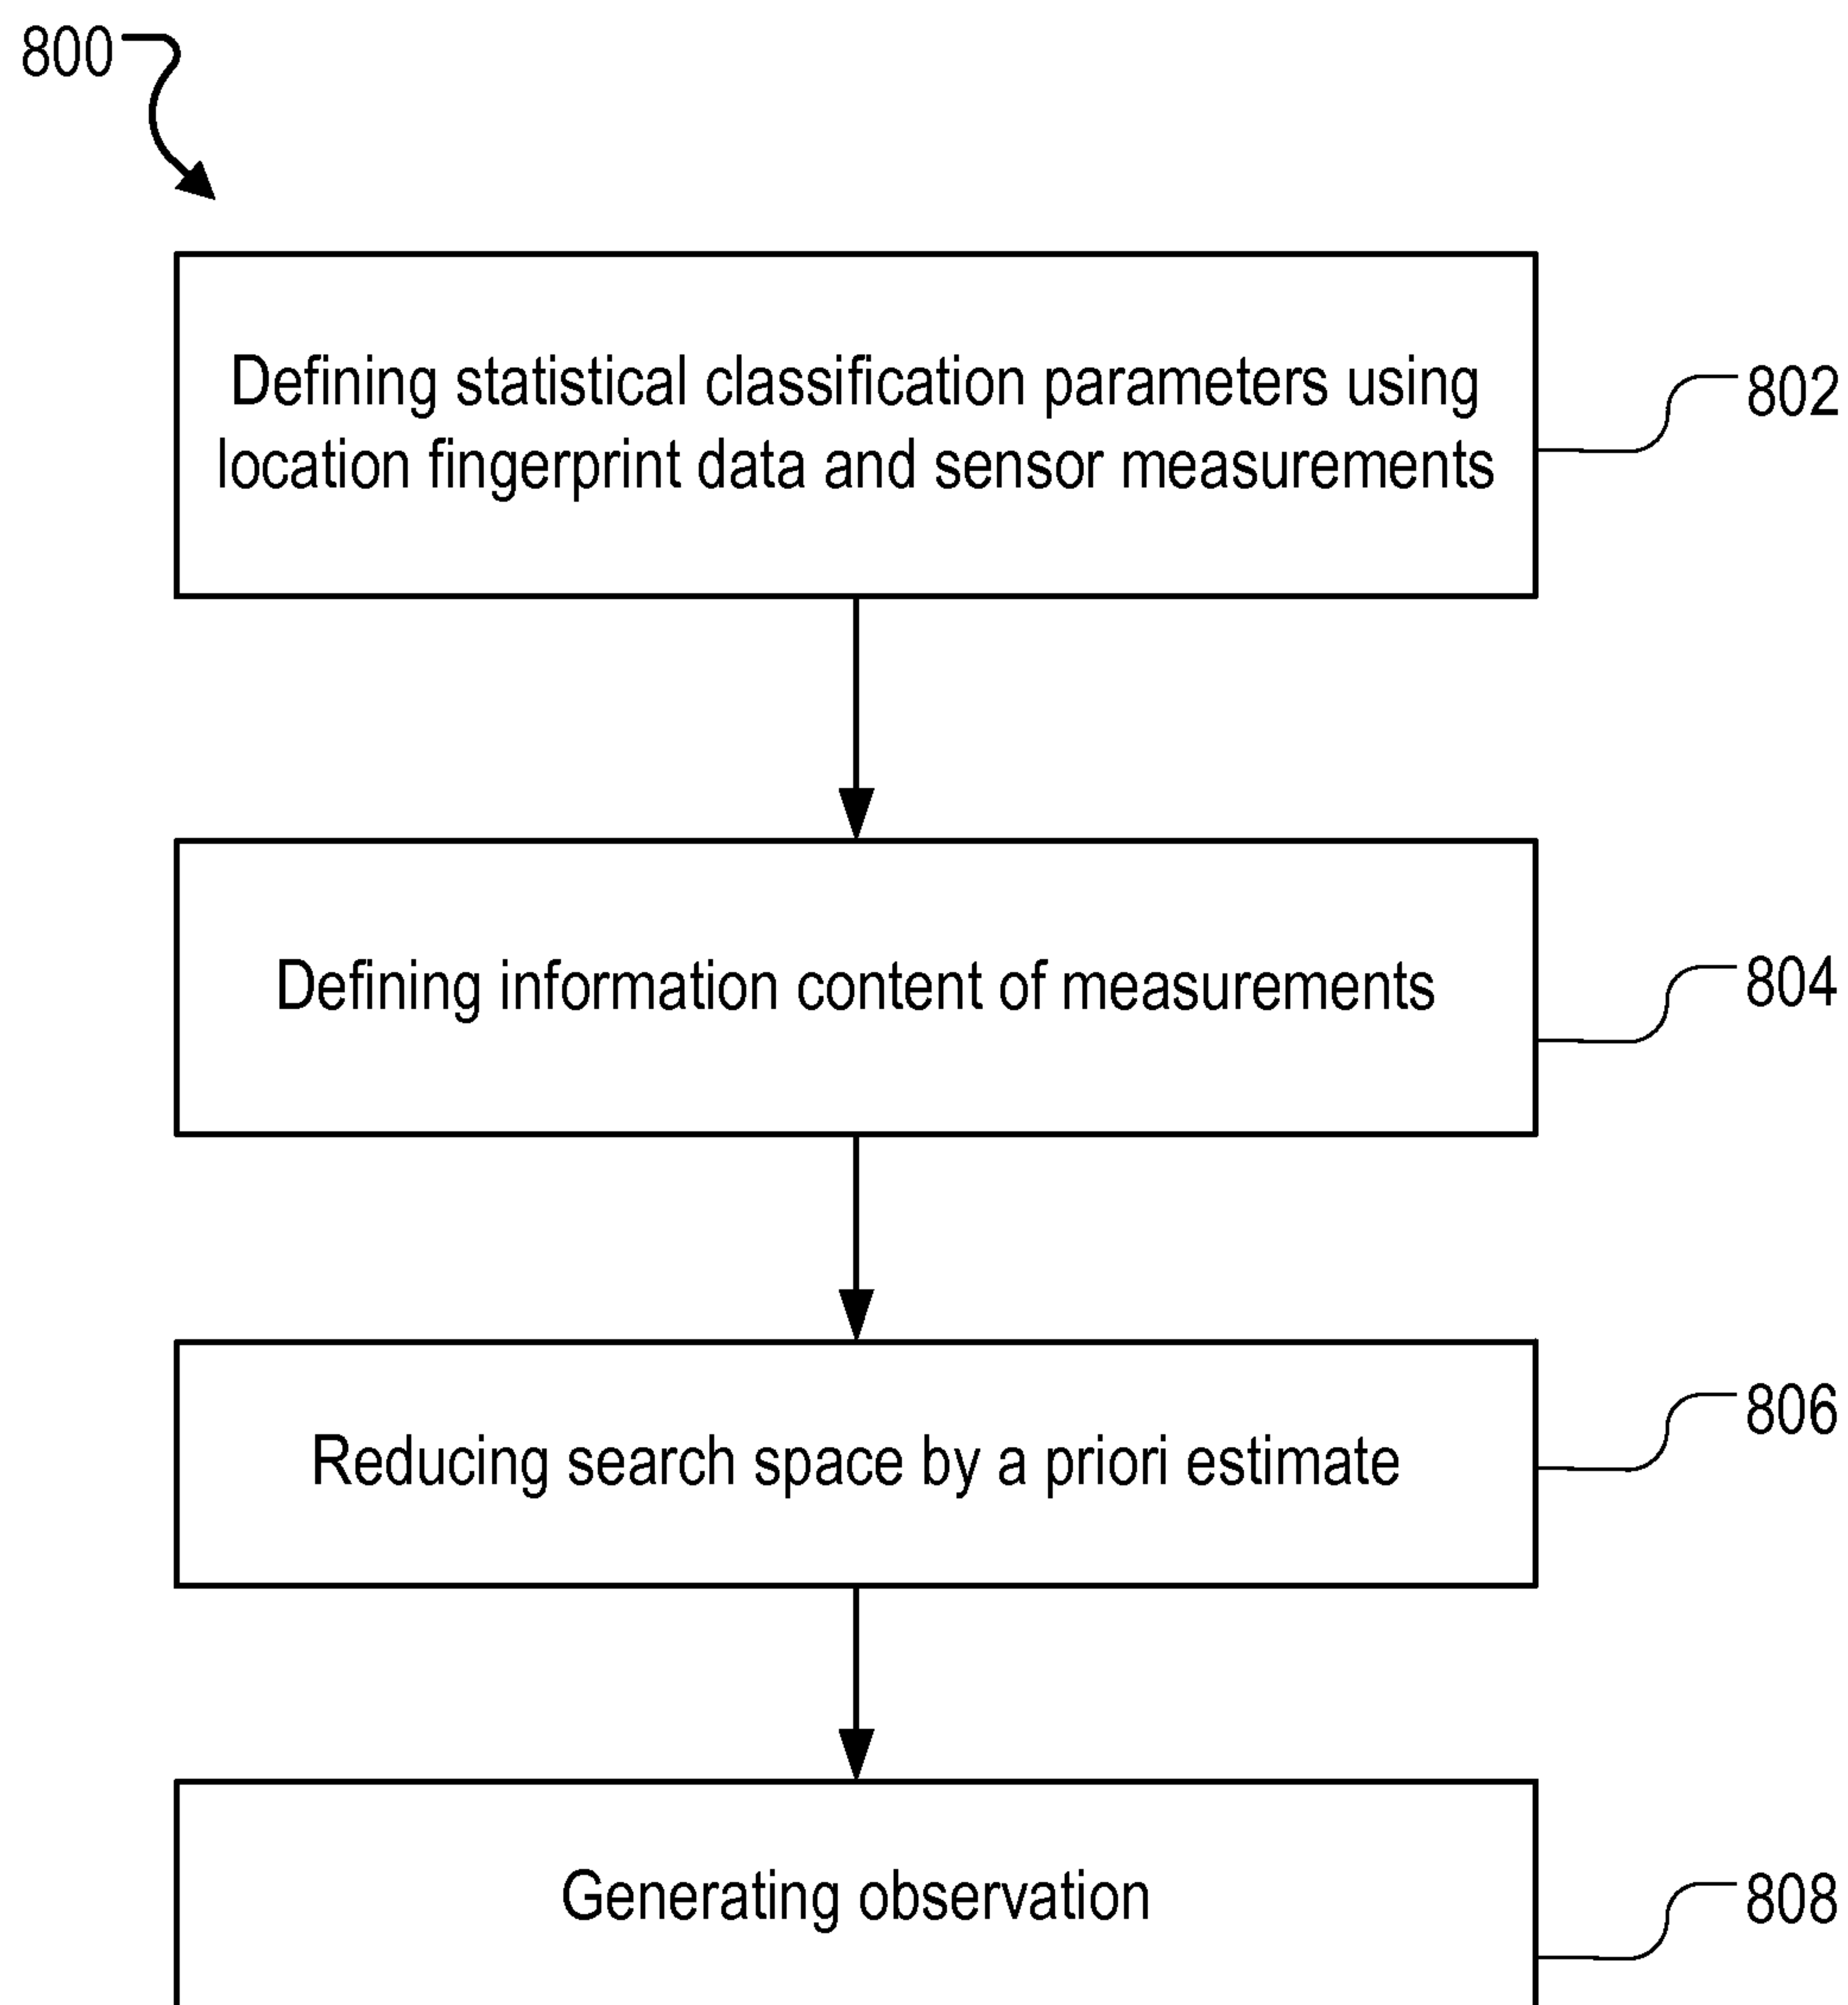 800
Defining statistical classification parameters using
location fingerprint data and sensor measurements
802
Defining information content of measurements
804
Reducing search space by a priori estimate
806
Generating observation
808